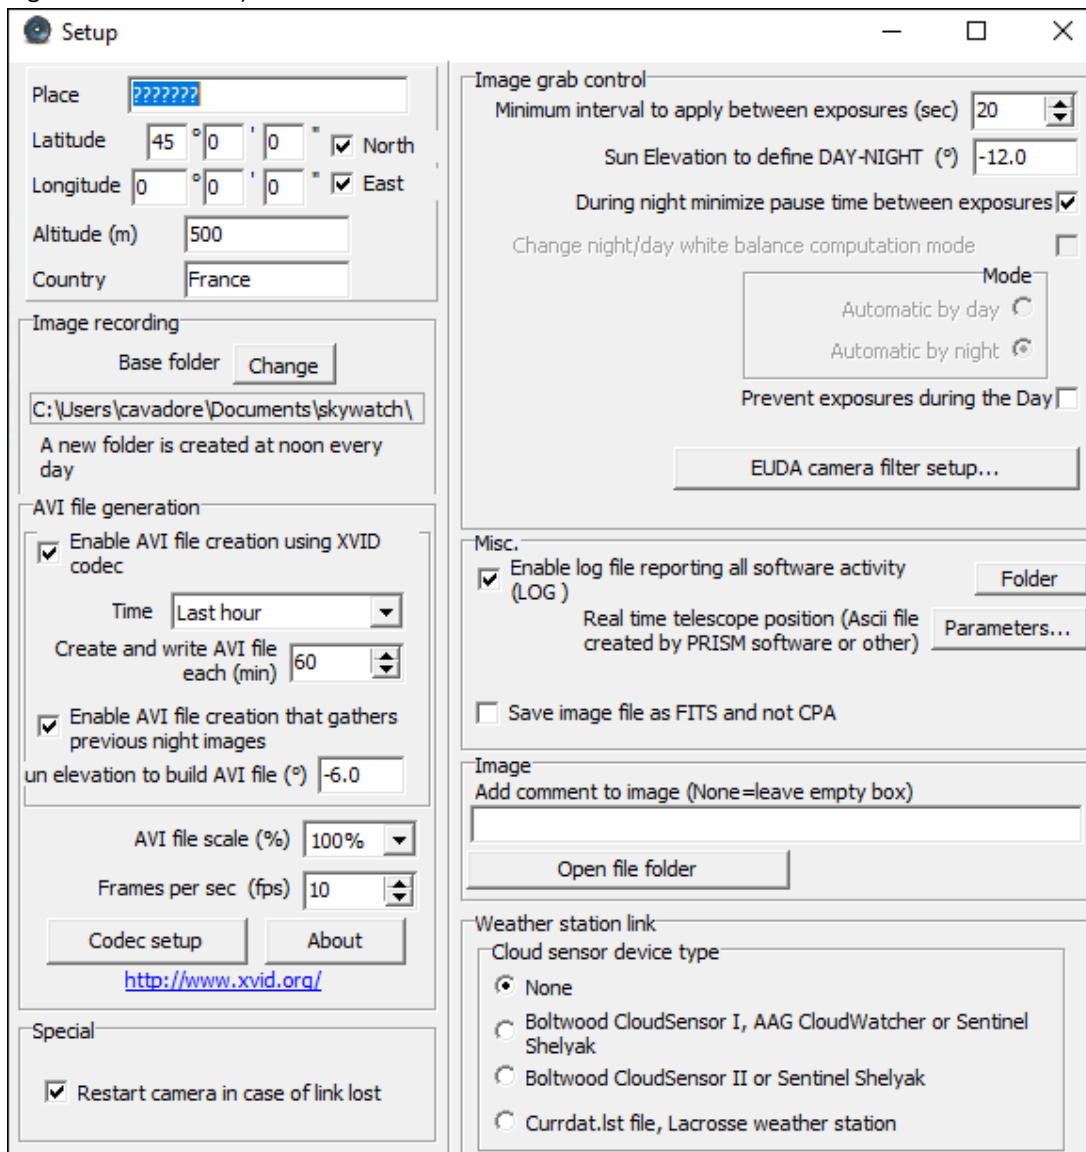 Setup
Place ???????
Latitude 45 ° 0 ' 0 " North
Longitude 0 ° 0 ' 0 " East
Altitude (m) 500
Country France
Image recording
Base folder Change
C:\Users\cavadore\Documents\skywatch\
A new folder is created at noon every
day
AVI file generation
Enable AVI file creation using XVID
codec
Time Last hour
Create and write AVI file
each (min) 60
Enable AVI file creation that gathers
previous night images
un elevation to build AVI file (°) -6.0
AVI file scale (%) 100%
Frames per sec (fps) 10
Codec setup About
http://www.xvid.org/
Special
Restart camera in case of link lost
Image grab control
Minimum interval to apply between exposures (sec) 20
Sun Elevation to define DAY-NIGHT (°) -12.0
During night minimize pause time between exposures
Change night/day white balance computation mode
Mode
Automatic by day
Automatic by night
Prevent exposures during the Day
EUDA camera filter setup...
Misc.
Enable log file reporting all software activity
(LOG ) Folder
Real time telescope position (Ascii file
created by PRISM software or other) Parameters...
Save image file as FITS and not CPA
Image
Add comment to image (None=leave empty box)
Open file folder
Weather station link
Cloud sensor device type
None
Boltwood CloudSensor I, AAG CloudWatcher or Sentinel
Shelyak
Boltwood CloudSensor II or Sentinel Shelyak
Currdat.lst file, Lacrosse weather station